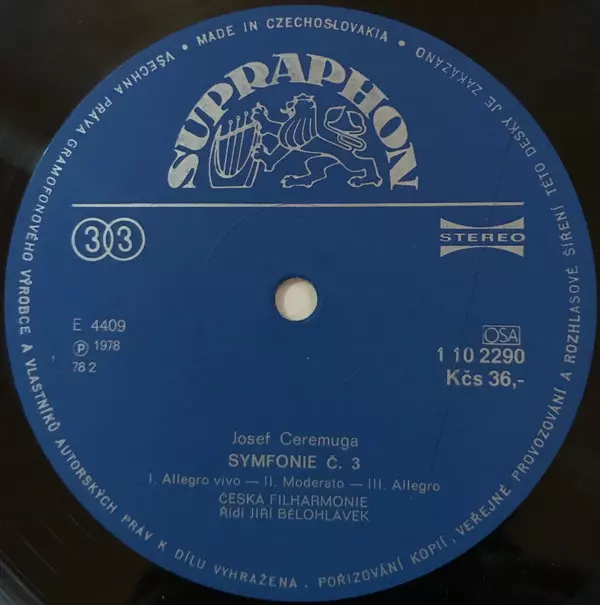 VŠECHNA PRÁVA GRAMOFONOVÉHO VÝROBCE A VLASTNÍKŮ AUTORSKÝCH PRÁV K DÍLU VYHRAŽENA. POŘIZOVÁNÍ KOPIÍ, VEŘEJNÉ PROVOZOVÁNÍ A ROZHLASOVÉ ŠÍŘENÍ TÉTO DESKY JE ZAKÁZÁNO • MADE IN CZECHOSLOVAKIA •
SUPRAPHON
33
STEREO
E 4409
Ⓟ 1978
78 2
OSA
1 10 2290
Kčs 36,-
Josef Ceremuga
SYMFONIE Č. 3
I. Allegro vivo — II. Moderato — III. Allegro
ČESKÁ FILHARMONIE
Řídí JIŘÍ BĚLOHLÁVEK